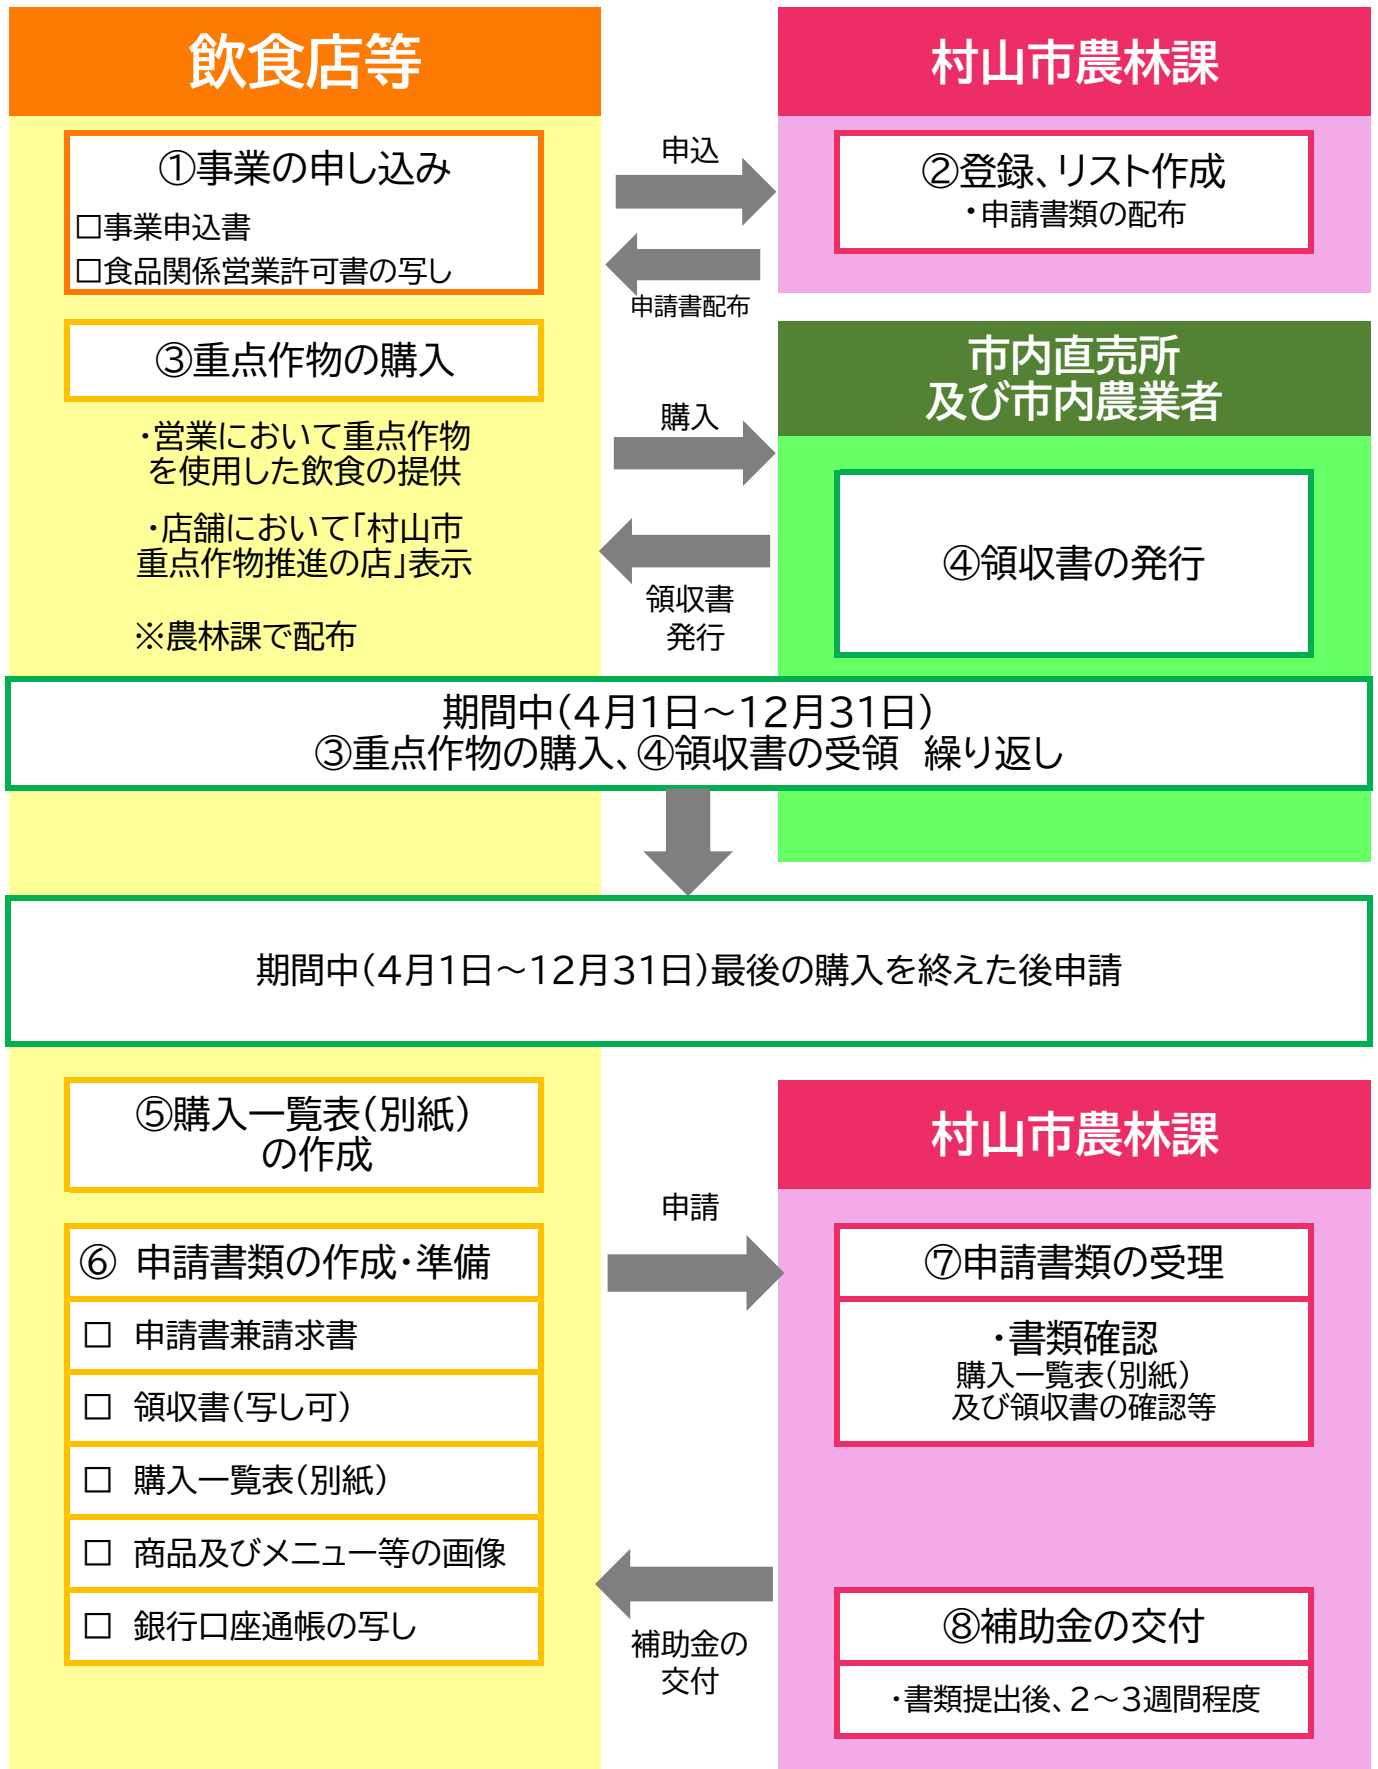 飲食店等
村山市農林課
①事業の申し込み
□事業申込書
□食品関係営業許可書の写し
申込
申請書配布
②登録、リスト作成
・申請書類の配布
③重点作物の購入
・営業において重点作物
を使用した飲食の提供
・店舗において「村山市
重点作物推進の店」表示
※農林課で配布
購入
領収書
発行
市内直売所
及び市内農業者
④領収書の発行
期間中（4月1日～12月31日）
③重点作物の購入、④領収書の受領　繰り返し
期間中（4月1日～12月31日）最後の購入を終えた後申請
⑤購入一覧表（別紙）
の作成
⑥ 申請書類の作成・準備
□ 申請書兼請求書
□ 領収書（写し可）
□ 購入一覧表（別紙）
□ 商品及びメニュー等の画像
□ 銀行口座通帳の写し
申請
補助金の
交付
村山市農林課
⑦申請書類の受理
・書類確認
購入一覧表（別紙）
及び領収書の確認等
⑧補助金の交付
・書類提出後、2～3週間程度